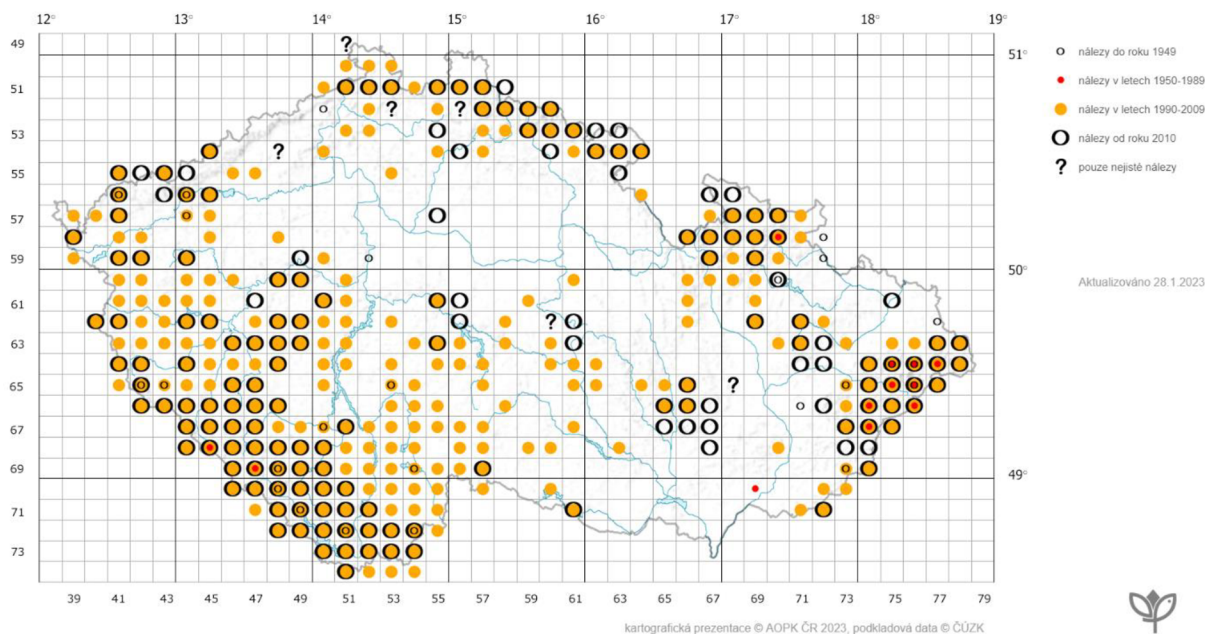 12° 13° 14° 15° 16° 17° 18° 19°
49
51°
nálezy do roku 1949
51
nálezy v letech 1950-1989
nálezy v letech 1990-2009
53
nálezy od roku 2010
? pouze nejisté nálezy
55
57
59
50°
Aktualizováno 28.1.2023
61
63
65
67
69
49°
71
73
39 41 43 45 47 49 51 53 55 57 59 61 63 65 67 69 71 73 75 77 79
kartografická prezentace © AOPK ČR 2023, podkladová data © ČÚZK